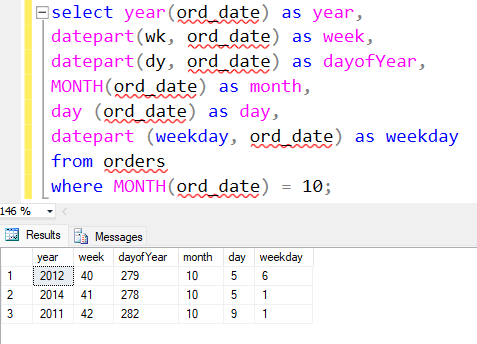 select year(ord_date) as year,
datepart(wk, ord_date) as week,
datepart(dy, ord_date) as dayofYear,
MONTH(ord_date) as month,
day (ord_date) as day,
datepart (weekday, ord_date) as weekday
from orders
where MONTH(ord_date) = 10;
146 %
Results Messages
year week dayofYear month day weekday
1 2012 40 279 10 5 6
2 2014 41 278 10 5 1
3 2011 42 282 10 9 1